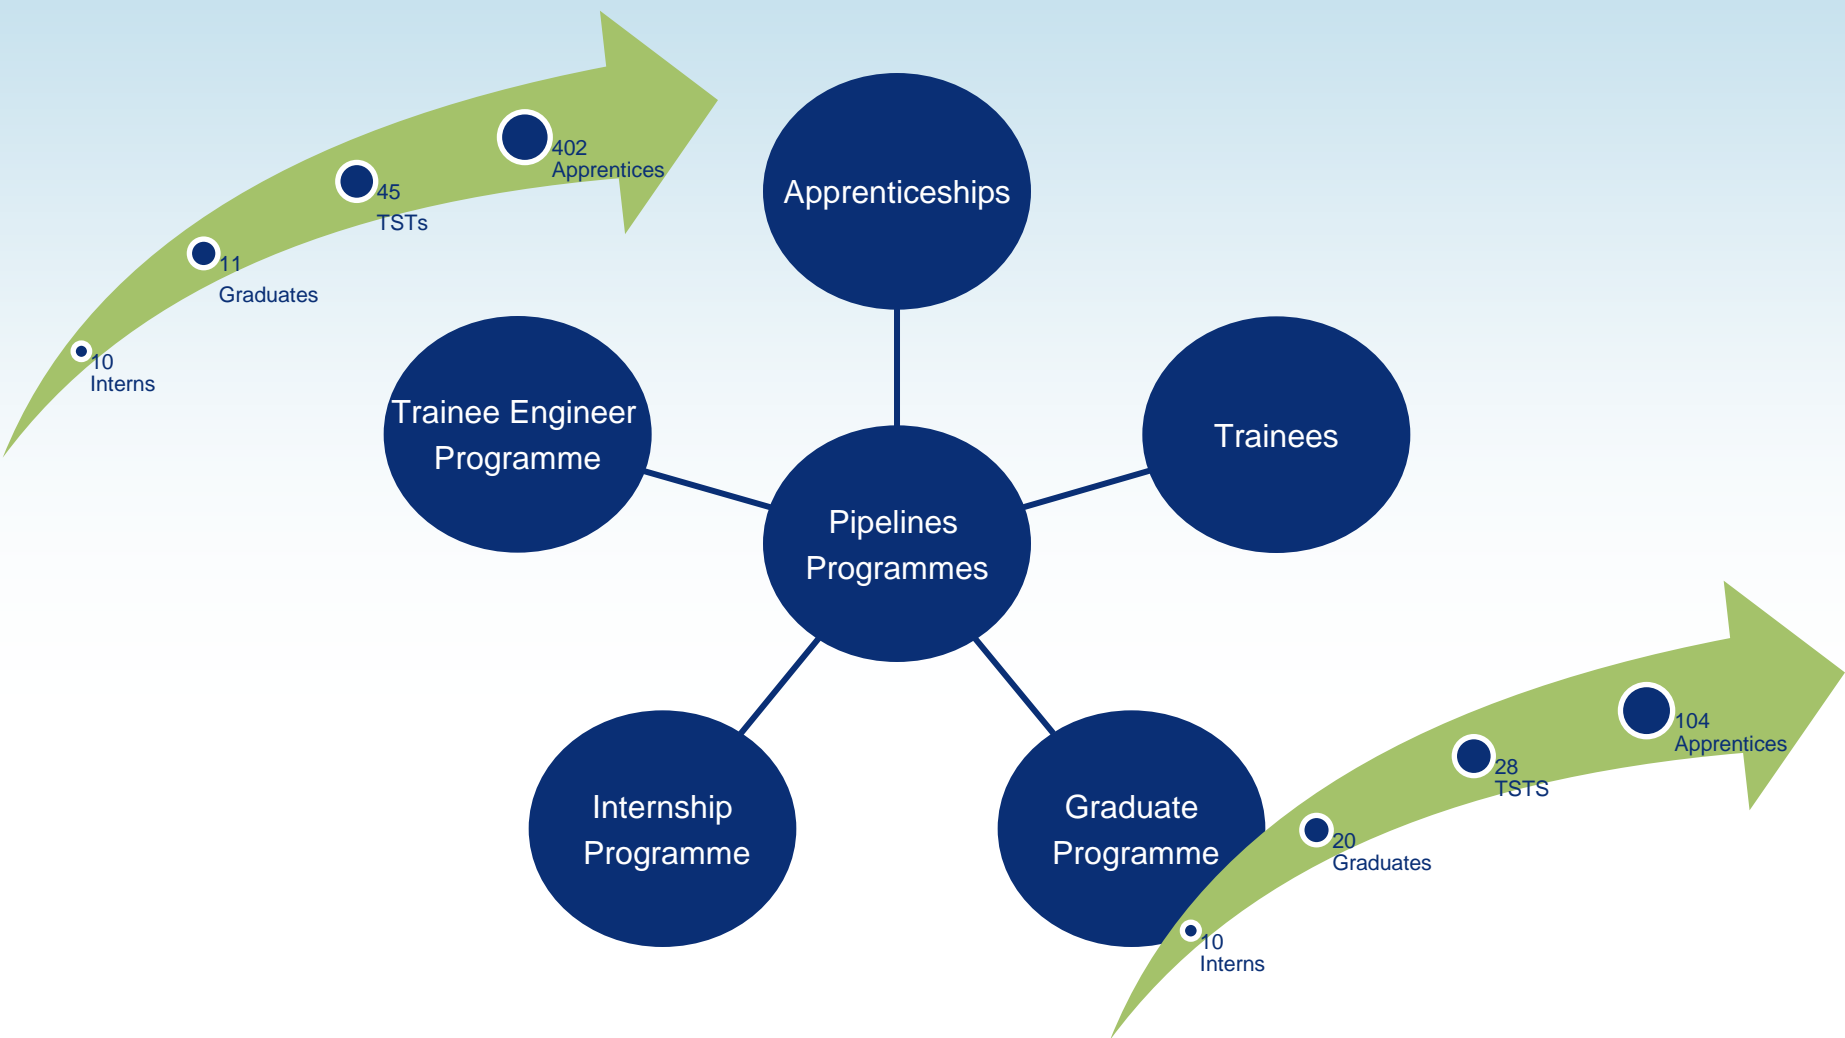 402
Apprentices
45
TSTs
11
Graduates
10
Interns
Apprenticeships
Trainee Engineer
Programme
Trainees
Pipelines
Programmes
Internship
Programme
Graduate
Programme
104
Apprentices
28
TSTS
20
Graduates
10
Interns